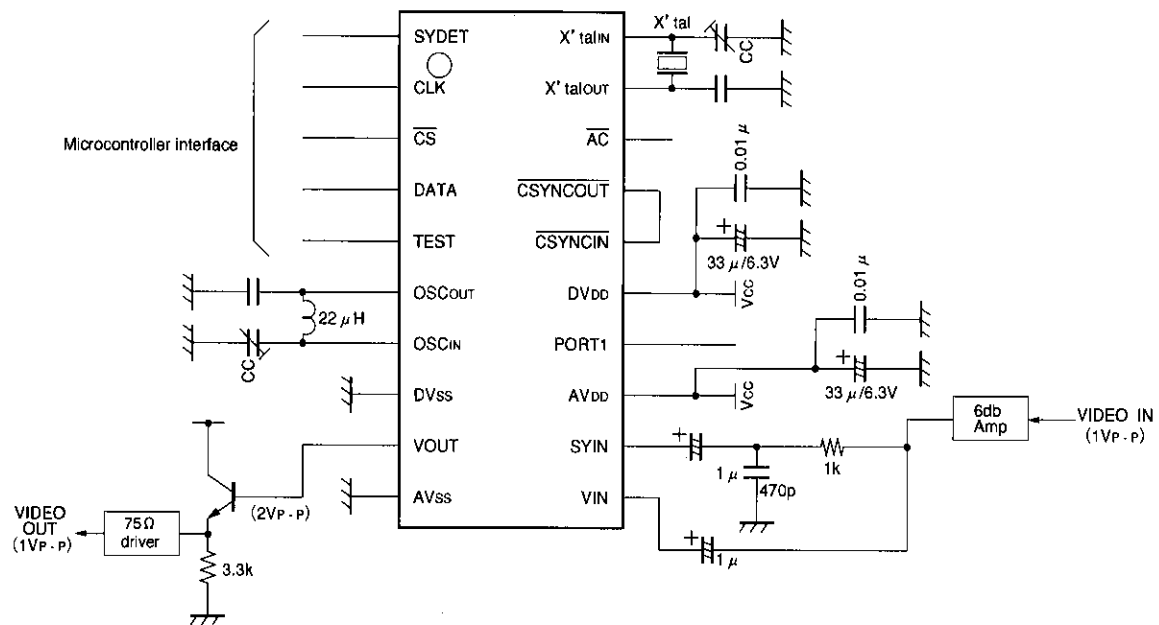 Microcontroller interface
SYDET
CLK
CS
DATA
TEST
OSCOUT
OSCIN
DVSS
VOUT
AVSS
X'talIN
X'talOUT
AC
CSYNCOUT
CSYNCIN
DVDD
PORT1
AVDD
SYIN
VIN
X'tal
CC
0.01 μ
33 μ/6.3V
VCC
0.01 μ
33 μ/6.3V
VCC
22 μH
CC
6db
Amp
VIDEO IN
(1VP-P)
1 μ
470p
1k
1 μ
(2VP-P)
VIDEO
OUT
(1VP-P)
75Ω
driver
3.3k